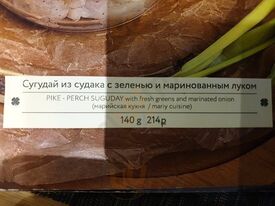 Сугудай из судака с зеленью и маринованным луком
PIKE - PERCH SUGUDAY with fresh greens and marinated onion
(марийская кухня / mariy cuisine)
140 g 214р